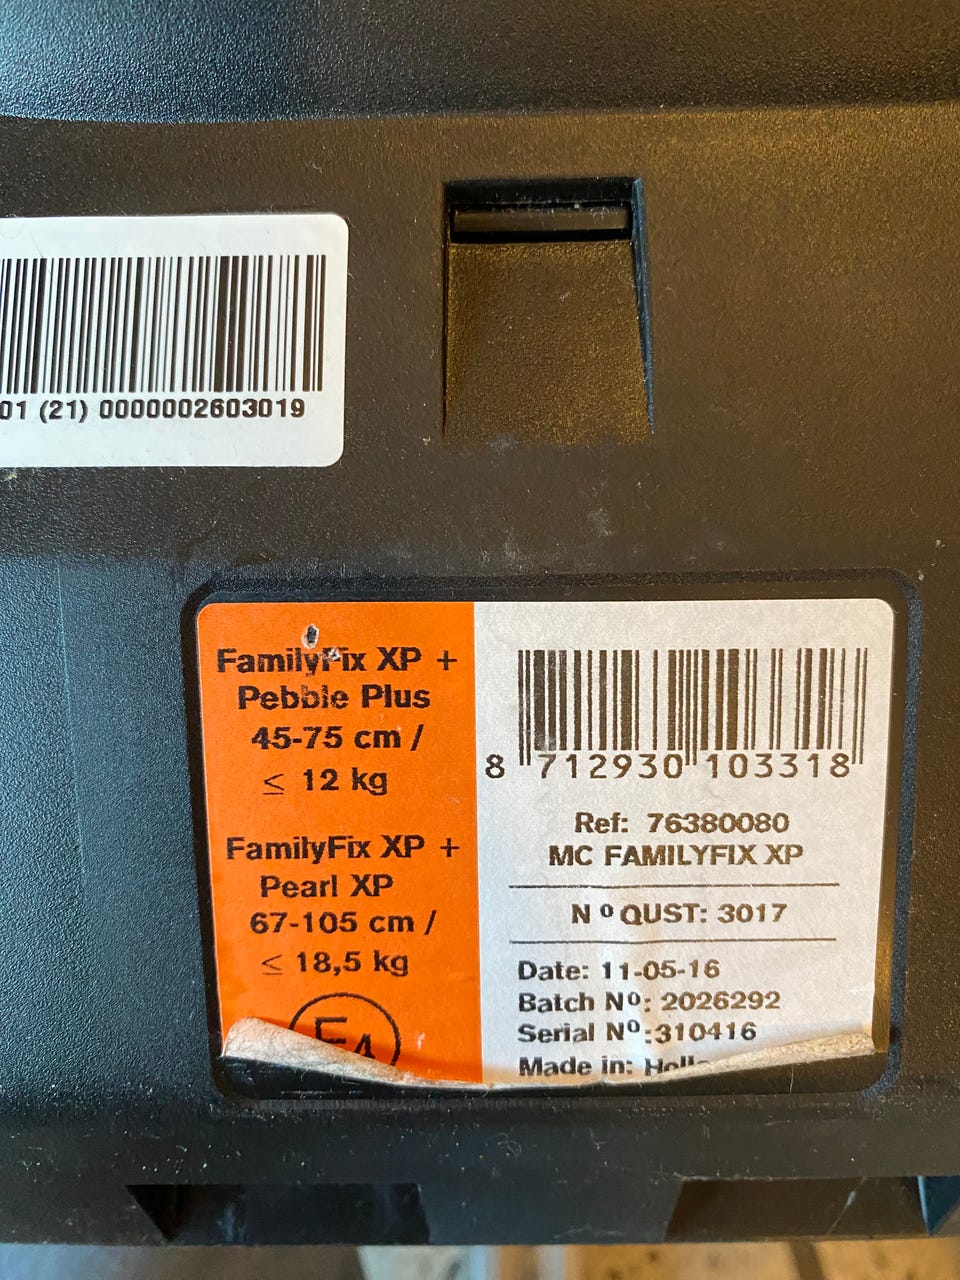 01 (21) 0000002603019
FamilyFix XP +
Pebble Plus
45-75 cm /
≤ 12 kg
FamilyFix XP +
Pearl XP
67-105 cm /
≤ 18,5 kg
E4
8 712930 103318
Ref: 76380080
MC FAMILYFIX XP
Nº QUST: 3017
Date: 11-05-16
Batch Nº: 2026292
Serial Nº:310416
Made in: